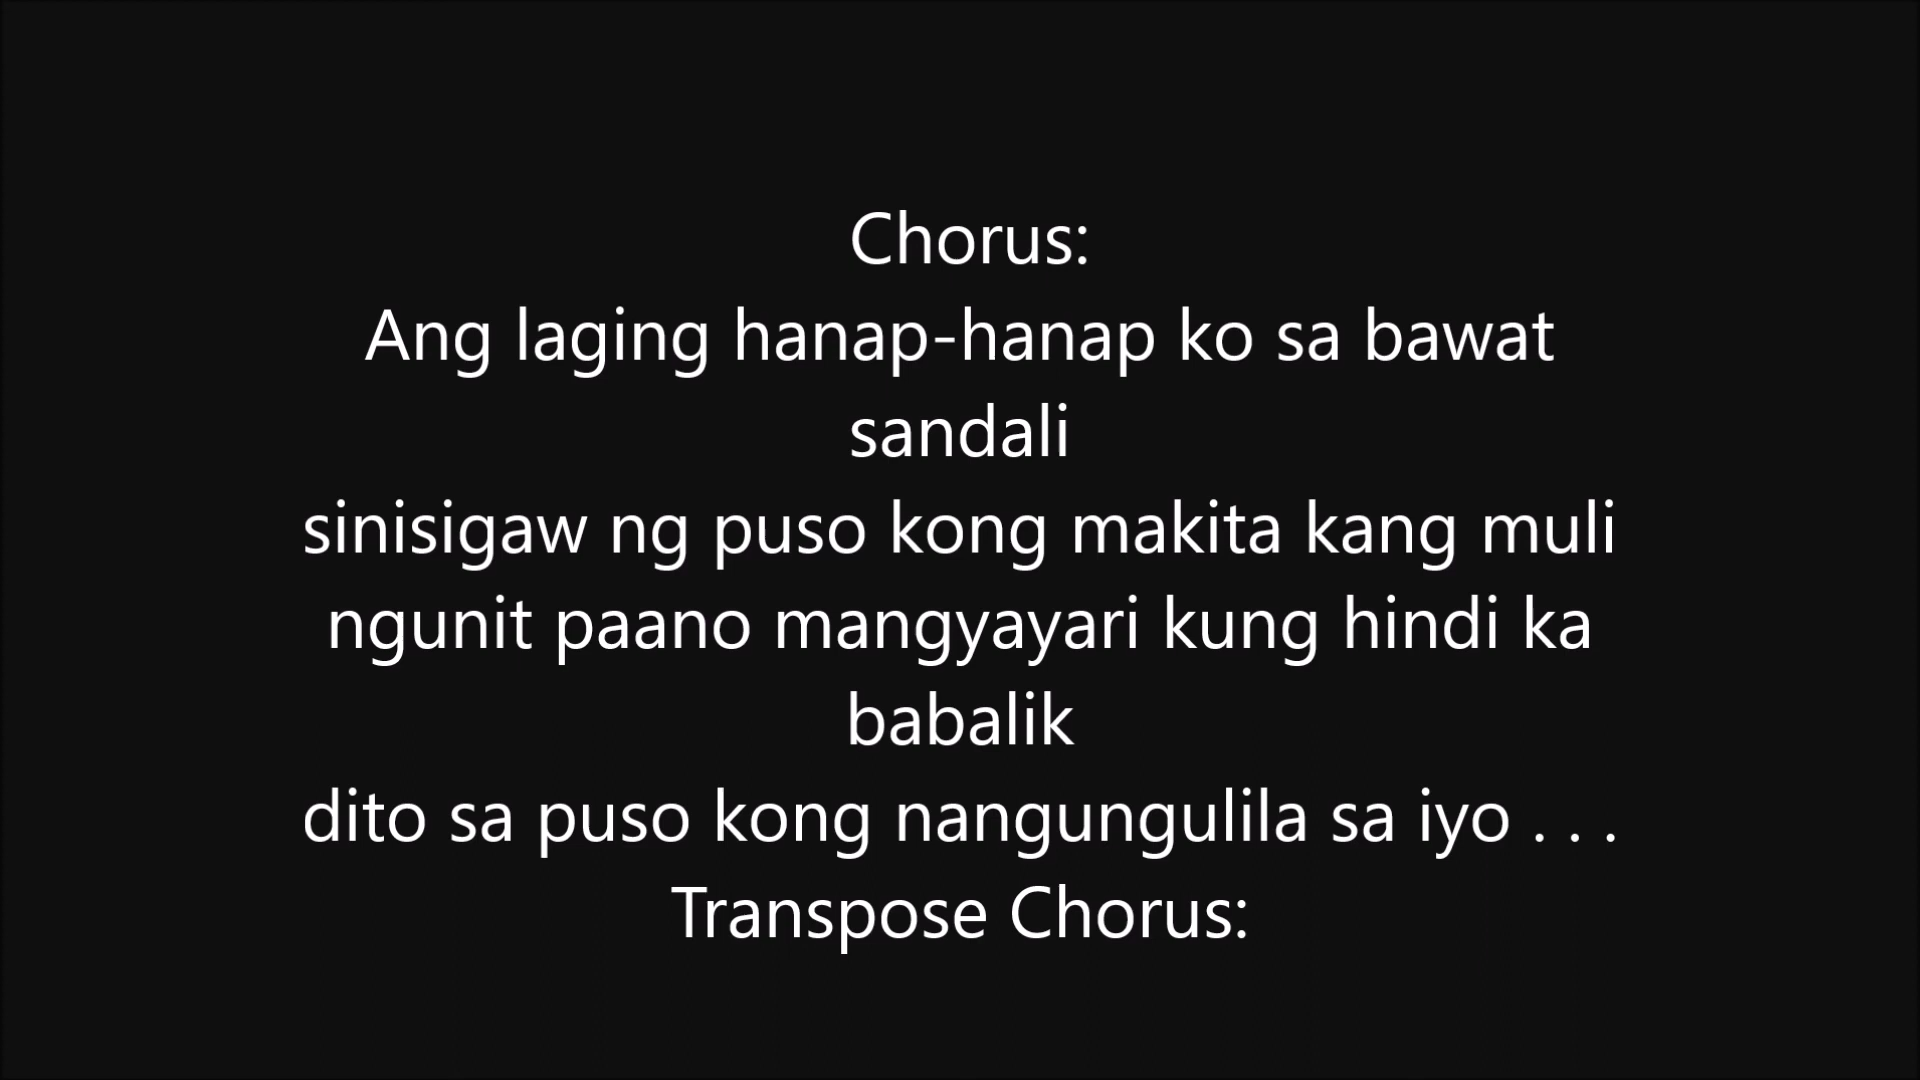 Chorus:
Ang laging hanap-hanap ko sa bawat
sandali
sinisigaw ng puso kong makita kang muli
ngunit paano mangyayari kung hindi ka
babalik
dito sa puso kong nangungulila sa iyo . . .
Transpose Chorus: